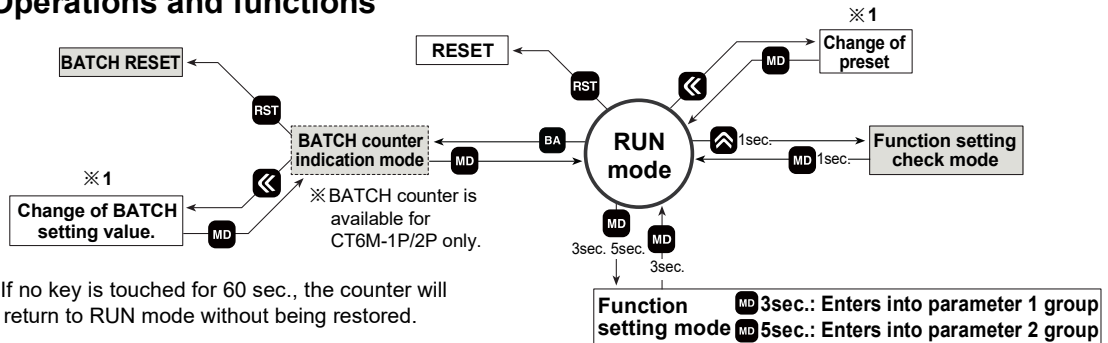 Operations and functions
※1
BATCH RESET
RESET
Change of
preset
MD
RST
RST
BATCH counter
indication mode
BA
MD
RUN
mode
1sec.
MD 1sec.
Function setting
check mode
※1
Change of BATCH
setting value.
MD
※BATCH counter is
available for
CT6M-1P/2P only.
MD
3sec. 5sec.
MD
3sec.
If no key is touched for 60 sec., the counter will
return to RUN mode without being restored.
Function
setting mode
MD 3sec.: Enters into parameter 1 group
MD 5sec.: Enters into parameter 2 group